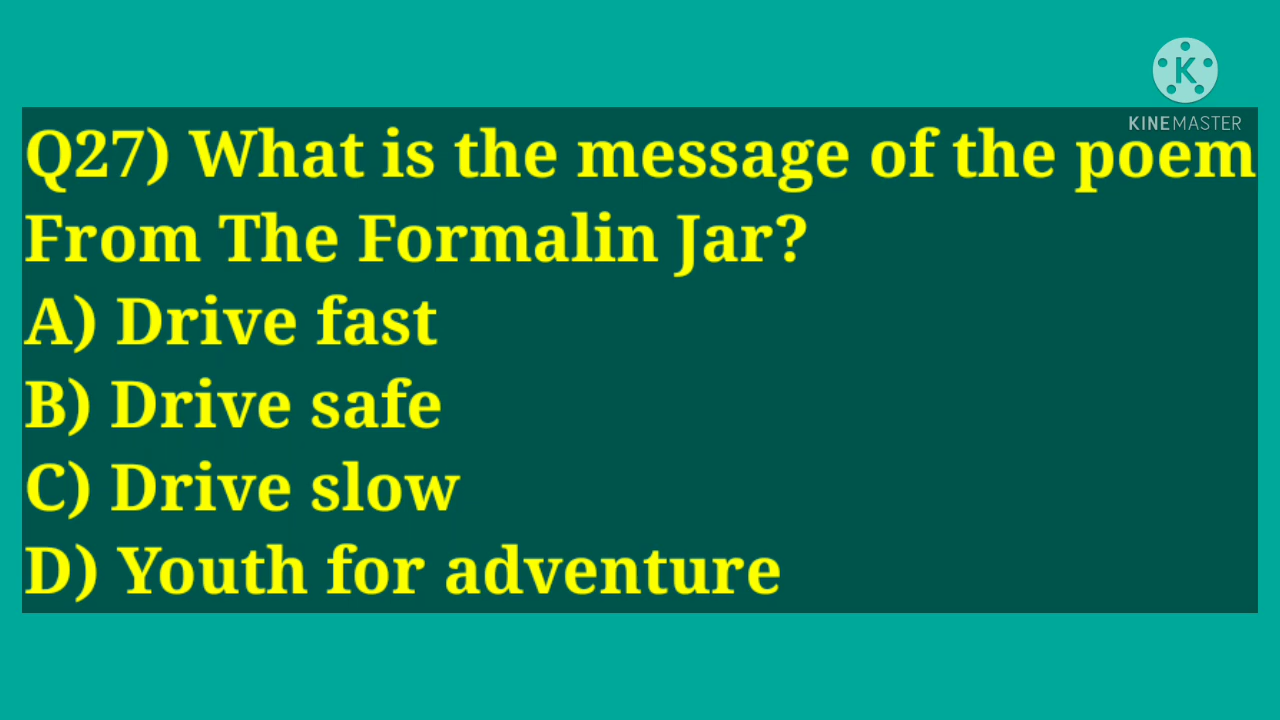 KINEMASTER
Q27) What is the message of the poem
From The Formalin Jar?
A) Drive fast
B) Drive safe
C) Drive slow
D) Youth for adventure